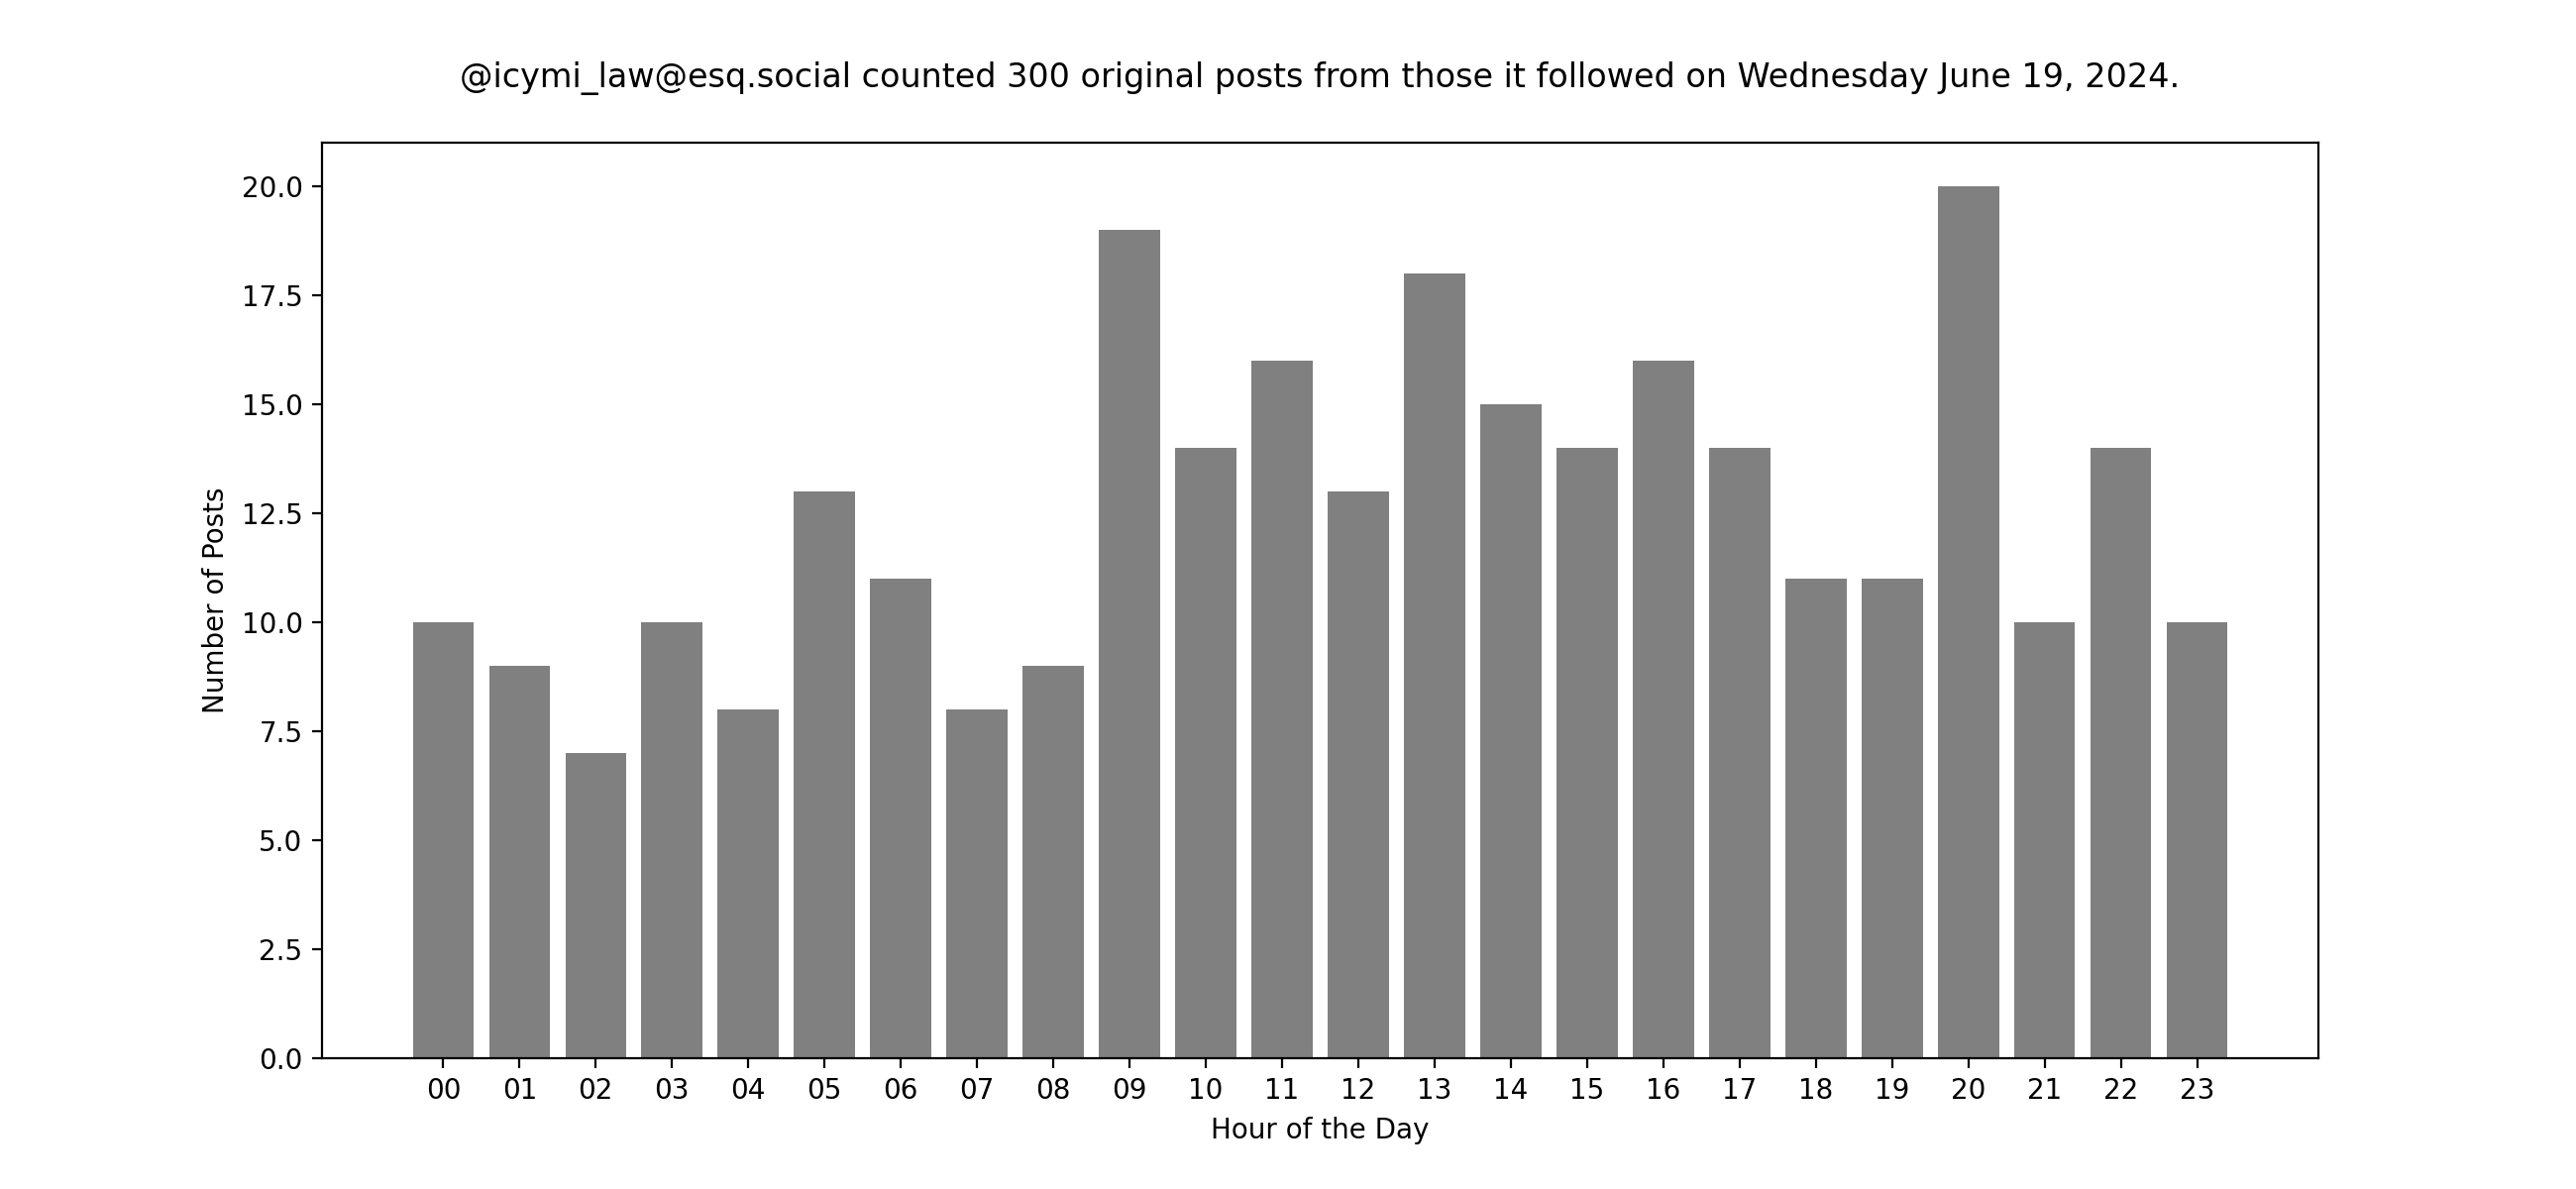 @icymi_law@esq.social counted 300 original posts from those it followed on Wednesday June 19, 2024.
20.0
17.5
15.0
12.5
10.0
7.5
5.0
2.5
0.0
Number of Posts
00 01 02 03 04 05 06 07 08 09 10 11 12 13 14 15 16 17 18 19 20 21 22 23
Hour of the Day